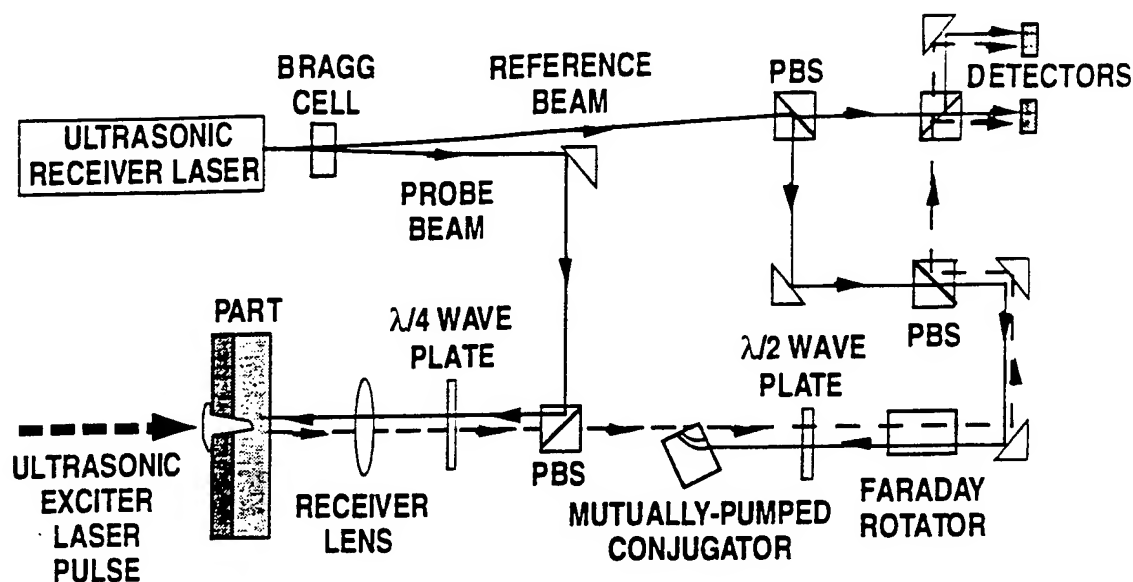 BRAGG
CELL
REFERENCE
BEAM
PBS
DETECTORS
ULTRASONIC
RECEIVER LASER
PROBE
BEAM
PART
λ/4 WAVE
PLATE
PBS
λ/2 WAVE
PLATE
PBS
ULTRASONIC
EXCITER
LASER
PULSE
RECEIVER
LENS
MUTUALLY-PUMPED
CONJUGATOR
FARADAY
ROTATOR